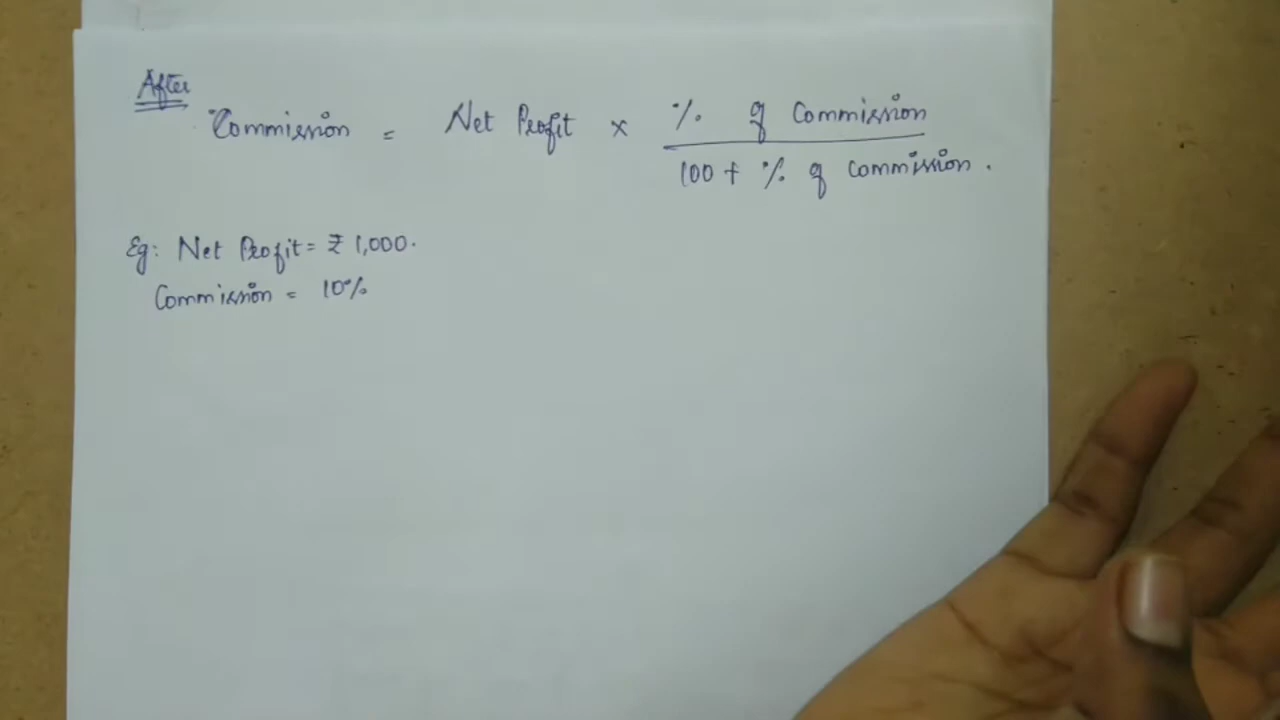 After
Commission = Net Profit × % of Commission
100 + % of commission.
Eg: Net Profit = ₹ 1,000.
Commission = 10%